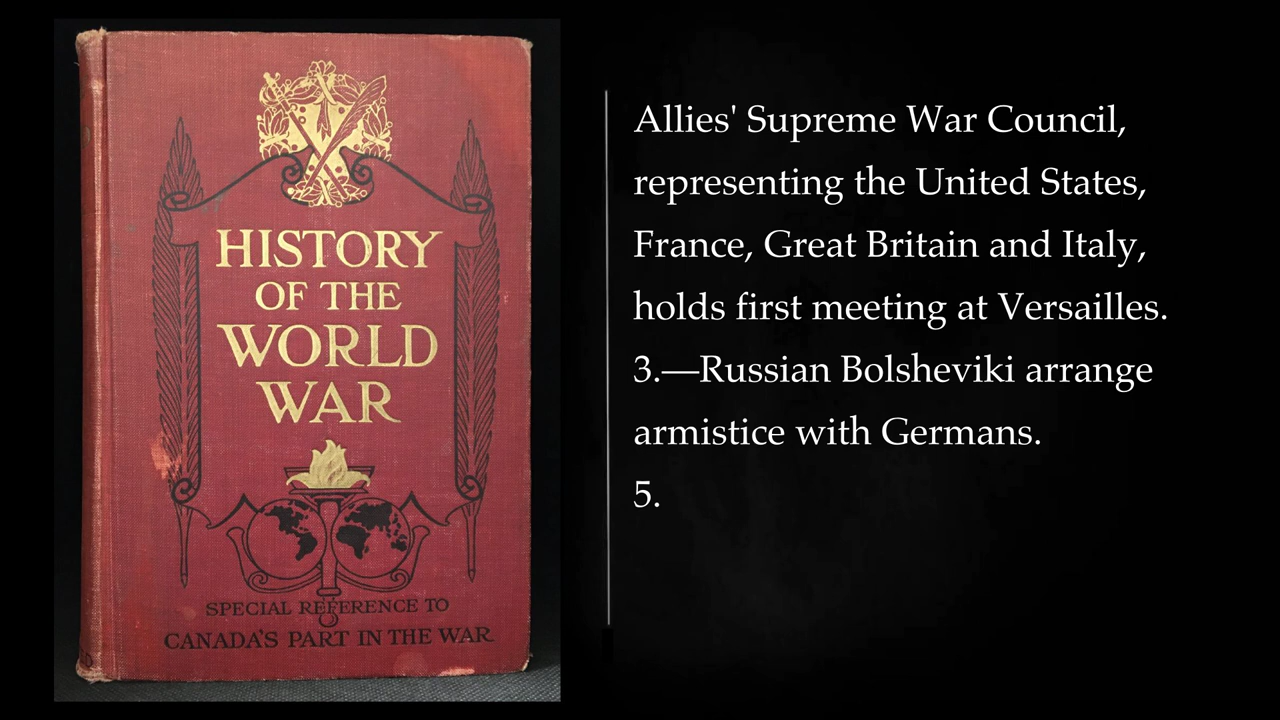 HISTORY
OF THE
WORLD
WAR
SPECIAL REFERENCE TO
CANADA'S PART IN THE WAR
Allies' Supreme War Council,
representing the United States,
France, Great Britain and Italy,
holds first meeting at Versailles.
3.—Russian Bolsheviki arrange
armistice with Germans.
5.